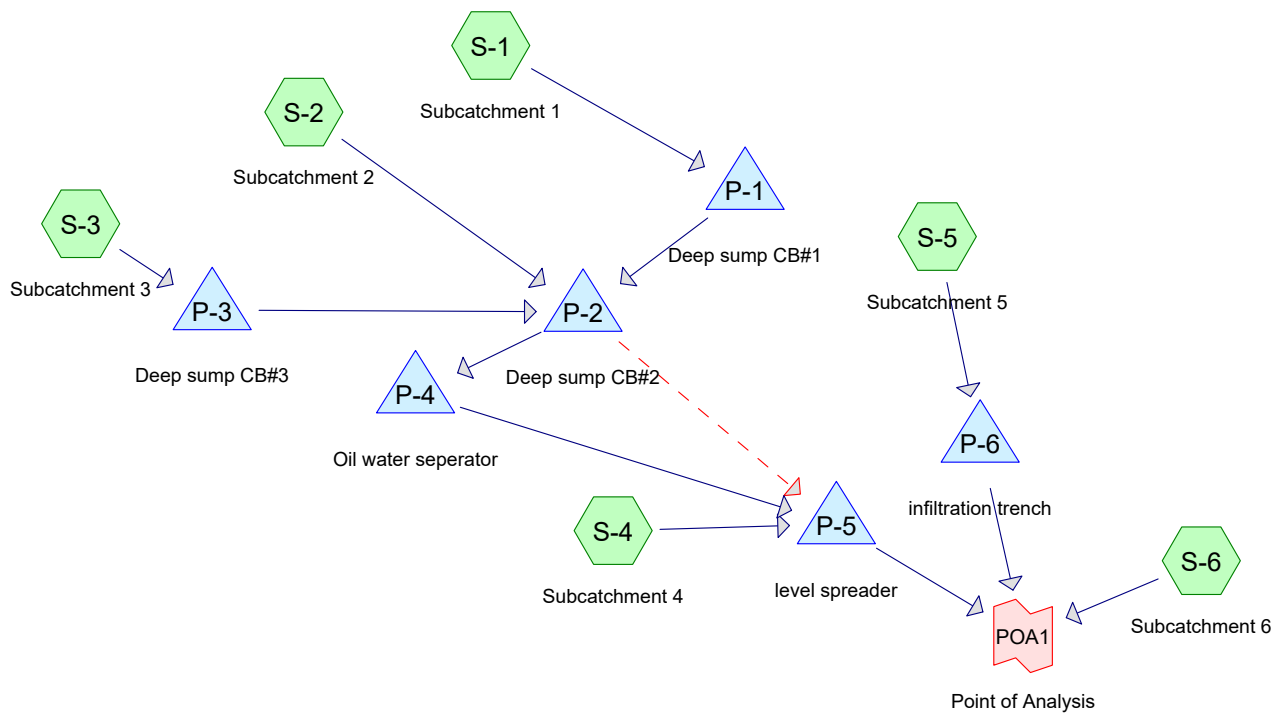 S-1
Subcatchment 1
S-2
Subcatchment 2
P-1
Deep sump CB#1
S-3
Subcatchment 3
S-5
Subcatchment 5
P-3
Deep sump CB#3
P-2
Deep sump CB#2
P-4
Oil water seperator
P-6
infiltration trench
S-4
Subcatchment 4
P-5
level spreader
S-6
Subcatchment 6
POA1
Point of Analysis